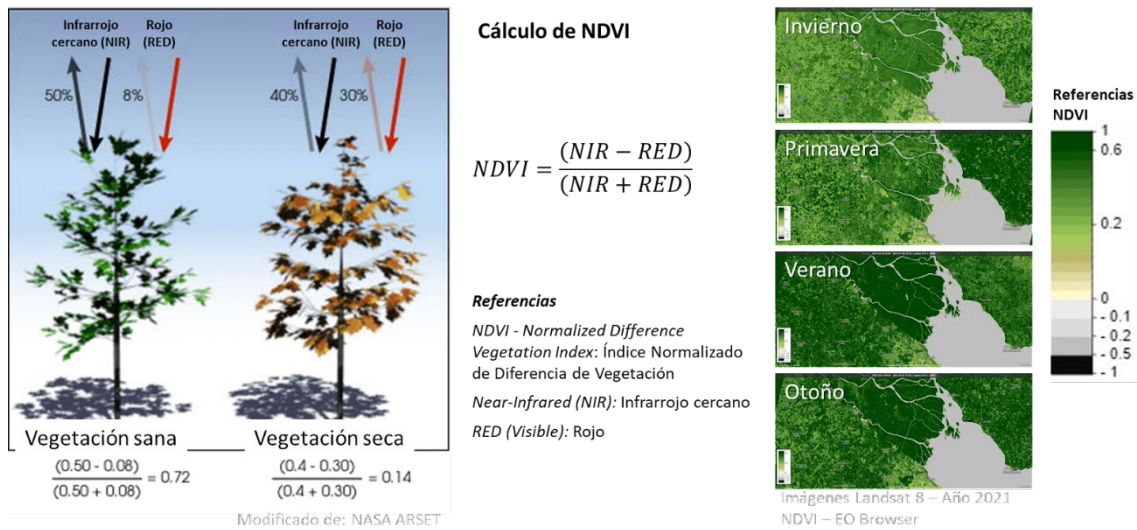 Infrarrojo
cercano (NIR)
Rojo
(RED)
50%
8%
Infrarrojo
cercano (NIR)
Rojo
(RED)
40%
30%
Vegetación sana
(0.50 - 0.08)
(0.50 + 0.08)
= 0.72
Vegetación seca
(0.4 - 0.30)
(0.4 + 0.30)
= 0.14
Modificado de: NASA ARSET
Cálculo de NDVI
NDVI = (NIR − RED)
(NIR + RED)
Referencias
NDVI - Normalized Difference
Vegetation Index: Índice Normalizado
de Diferencia de Vegetación
Near-Infrared (NIR): Infrarrojo cercano
RED (Visible): Rojo
Invierno
Primavera
Verano
Otoño
Imágenes Landsat 8 – Año 2021
NDVI – EO Browser
Referencias
NDVI
1
0.6
0.2
0
- 0.1
- 0.2
- 0.5
- 1